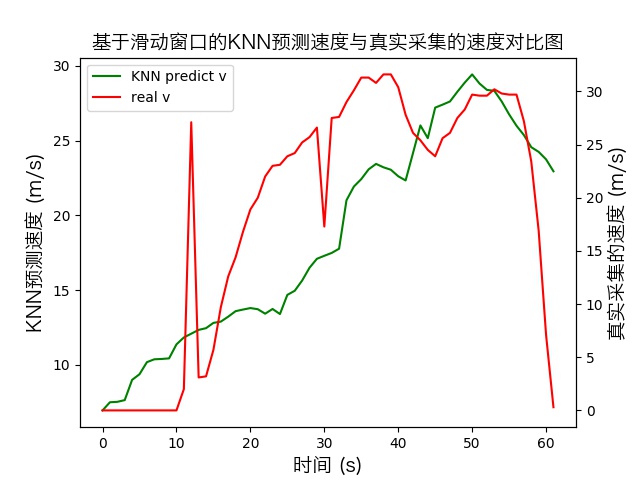 基于滑动窗口的KNN预测速度与真实采集的速度对比图
KNN predict v
real v
KNN预测速度 (m/s)
30
25
20
15
10
真实采集的速度 (m/s)
30
25
20
15
10
5
0
0 10 20 30 40 50 60
时间 (s)